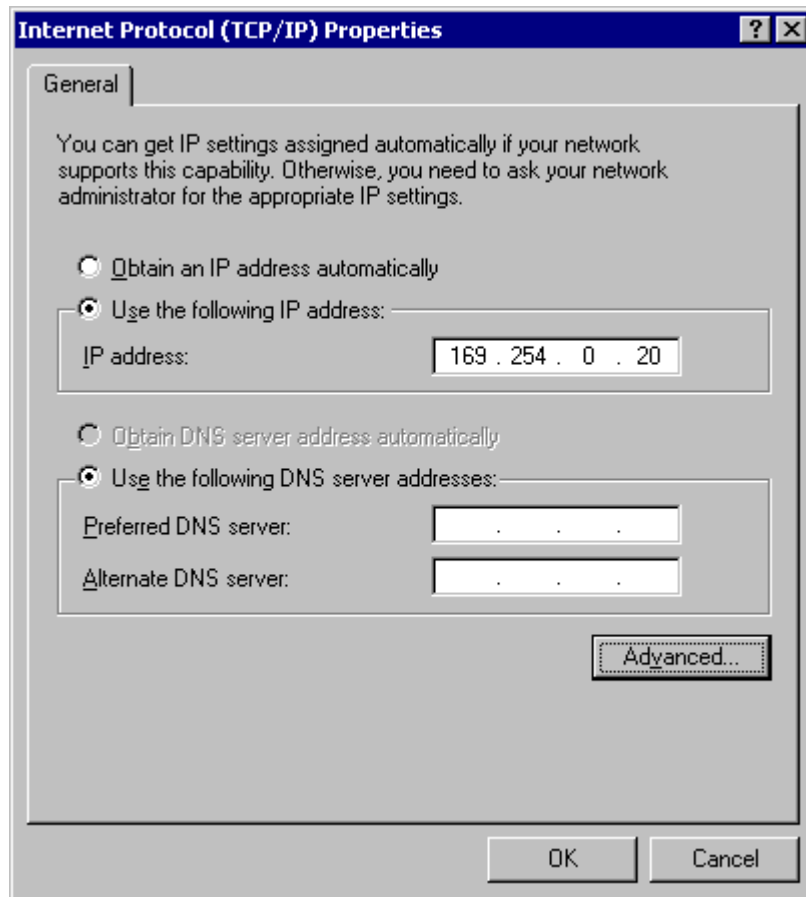 Internet Protocol (TCP/IP) Properties
General
You can get IP settings assigned automatically if your network
supports this capability. Otherwise, you need to ask your network
administrator for the appropriate IP settings.
Obtain an IP address automatically
Use the following IP address:
IP address: 169 . 254 . 0 . 20
Obtain DNS server address automatically
Use the following DNS server addresses:
Preferred DNS server: . . .
Alternate DNS server: . . .
Advanced...
OK Cancel